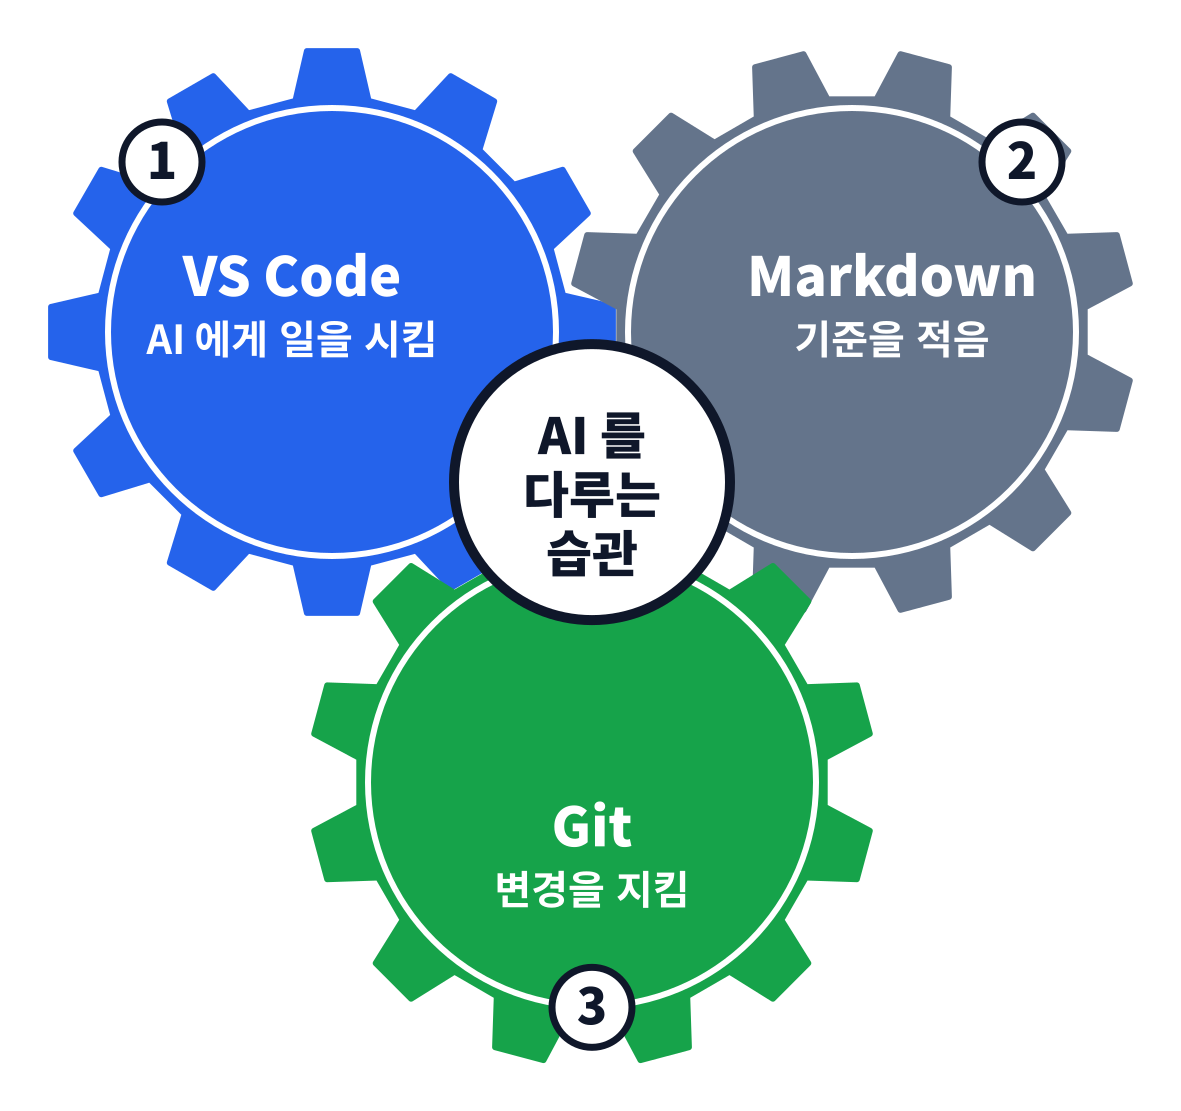 1
VS Code
AI 에게 일을 시킴
2
Markdown
기준을 적음
AI 를
다루는
습관
Git
변경을 지킴
3